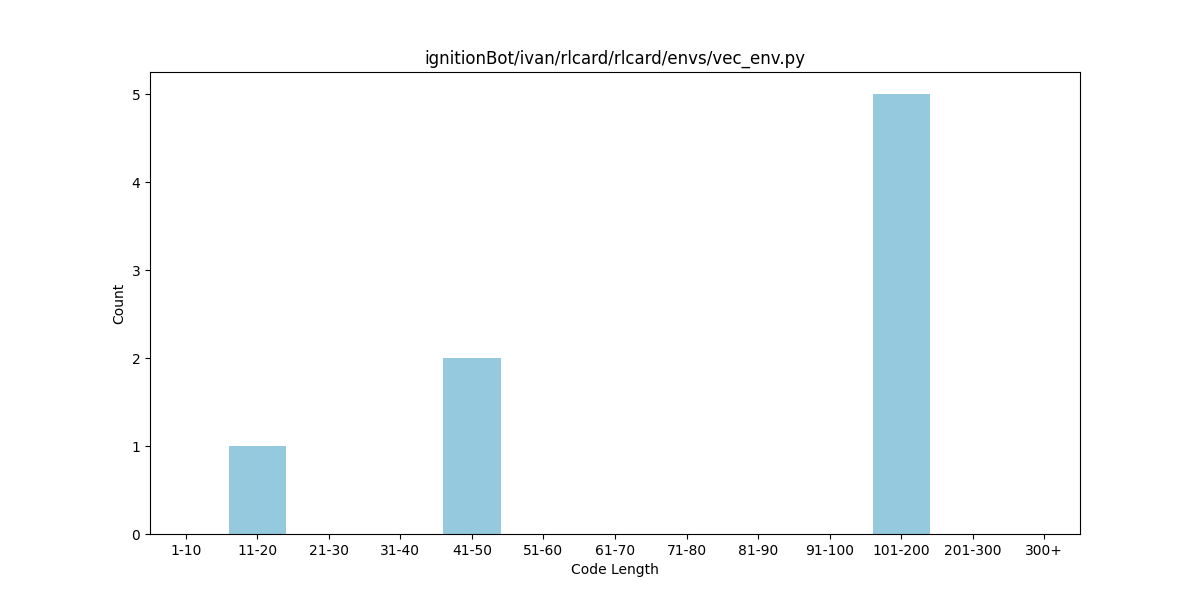 ignitionBot/ivan/rlcard/rlcard/envs/vec_env.py
5
4
3
2
1
0
Count
1-10 11-20 21-30 31-40 41-50 51-60 61-70 71-80 81-90 91-100 101-200 201-300 300+
Code Length